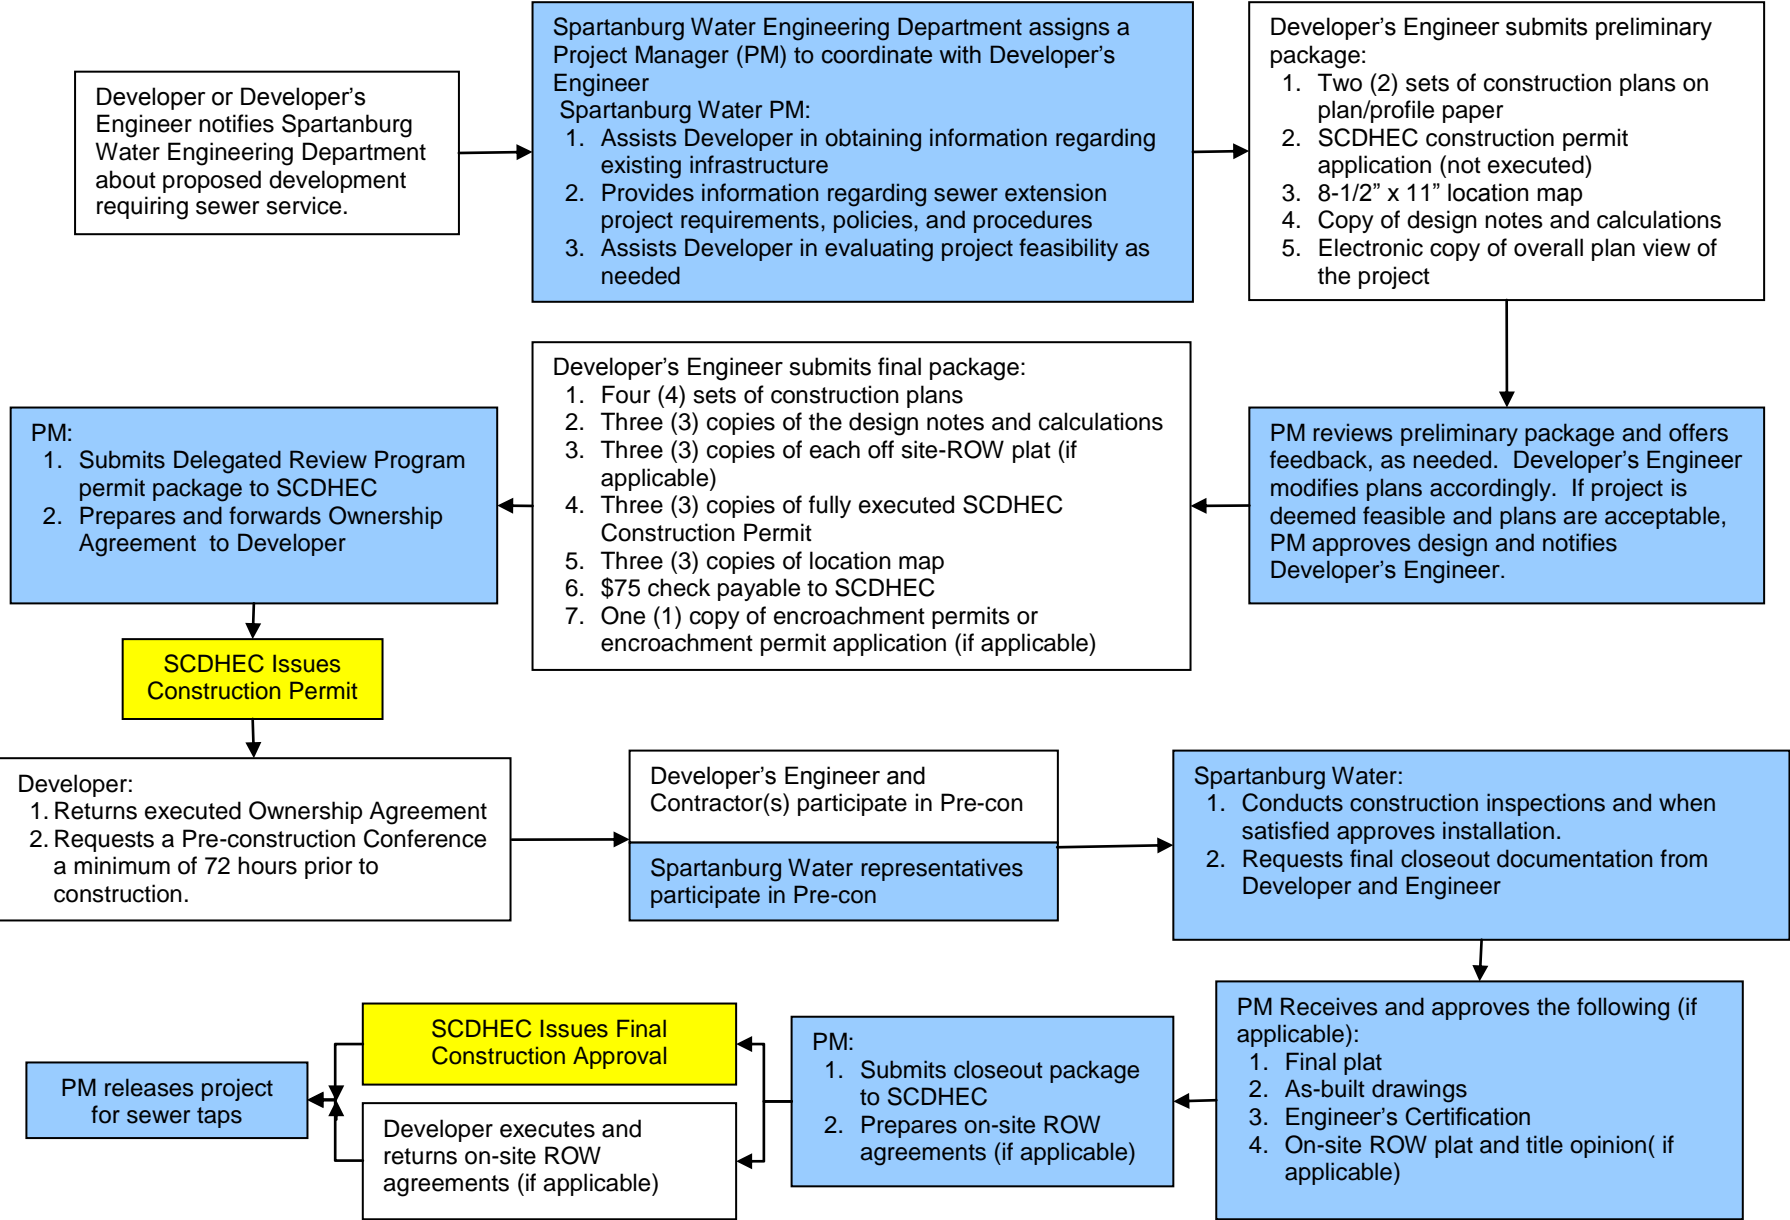 Developer or Developer's
Engineer notifies Spartanburg
Water Engineering Department
about proposed development
requiring sewer service.
Spartanburg Water Engineering Department assigns a
Project Manager (PM) to coordinate with Developer's
Engineer
Spartanburg Water PM:
1. Assists Developer in obtaining information regarding
existing infrastructure
2. Provides information regarding sewer extension
project requirements, policies, and procedures
3. Assists Developer in evaluating project feasibility as
needed
Developer's Engineer submits preliminary
package:
1. Two (2) sets of construction plans on
plan/profile paper
2. SCDHEC construction permit
application (not executed)
3. 8-1/2" x 11" location map
4. Copy of design notes and calculations
5. Electronic copy of overall plan view of
the project
PM reviews preliminary package and offers
feedback, as needed. Developer's Engineer
modifies plans accordingly. If project is
deemed feasible and plans are acceptable,
PM approves design and notifies
Developer's Engineer.
Developer's Engineer submits final package:
1. Four (4) sets of construction plans
2. Three (3) copies of the design notes and calculations
3. Three (3) copies of each off site-ROW plat (if
applicable)
4. Three (3) copies of fully executed SCDHEC
Construction Permit
5. Three (3) copies of location map
6. $75 check payable to SCDHEC
7. One (1) copy of encroachment permits or
encroachment permit application (if applicable)
PM:
1. Submits Delegated Review Program
permit package to SCDHEC
2. Prepares and forwards Ownership
Agreement to Developer
SCDHEC Issues
Construction Permit
Developer:
1. Returns executed Ownership Agreement
2. Requests a Pre-construction Conference
a minimum of 72 hours prior to
construction.
Developer's Engineer and
Contractor(s) participate in Pre-con
Spartanburg Water representatives
participate in Pre-con
Spartanburg Water:
1. Conducts construction inspections and when
satisfied approves installation.
2. Requests final closeout documentation from
Developer and Engineer
PM Receives and approves the following (if
applicable):
1. Final plat
2. As-built drawings
3. Engineer's Certification
4. On-site ROW plat and title opinion( if
applicable)
PM:
1. Submits closeout package
to SCDHEC
2. Prepares on-site ROW
agreements (if applicable)
SCDHEC Issues Final
Construction Approval
Developer executes and
returns on-site ROW
agreements (if applicable)
PM releases project
for sewer taps